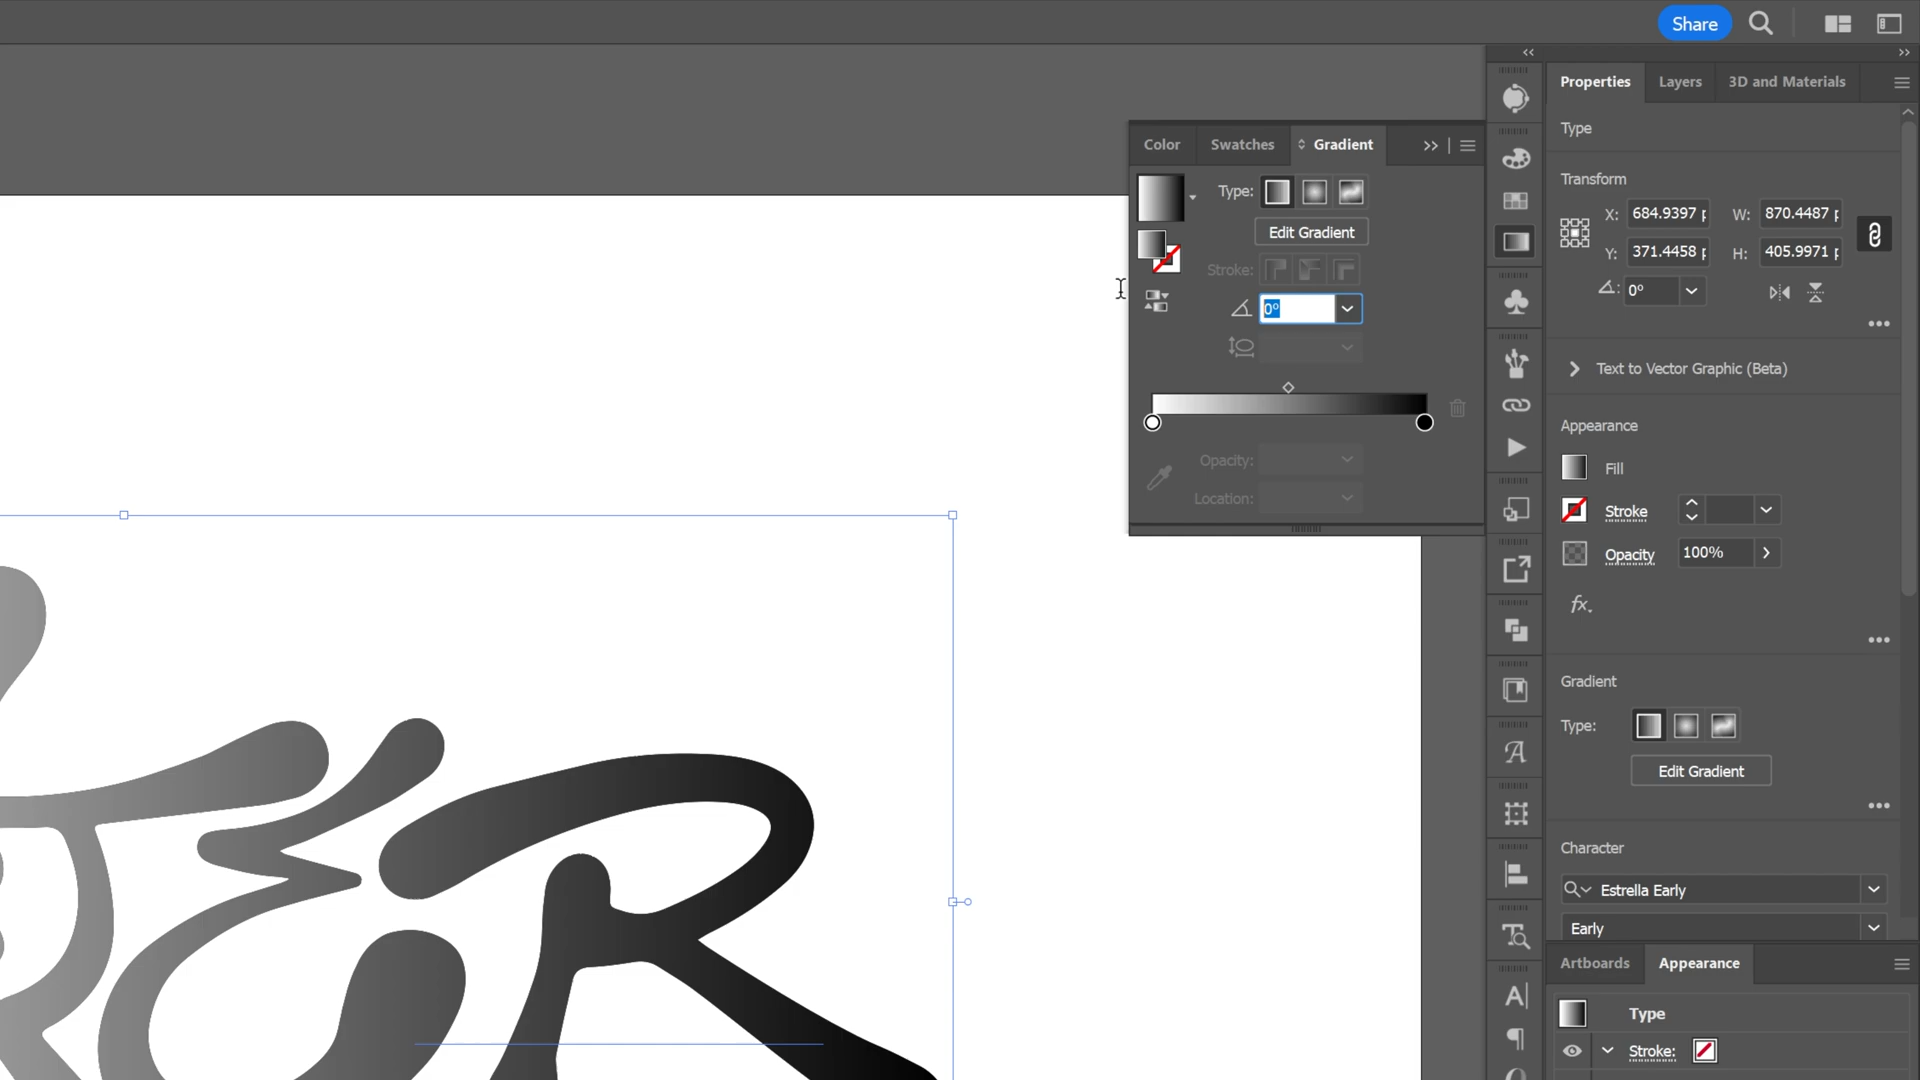 Share
Properties
Layers
3D and Materials
Type
Transform
X: 684.9397 p
W: 870.4487 p
Y: 371.4458 p
H: 405.9971 p
0°
Text to Vector Graphic (Beta)
Appearance
Fill
Stroke
Opacity
100%
fx.
Gradient
Type:
Edit Gradient
Character
Estrella Early
Early
Artboards
Appearance
Type
Stroke:
Color
Swatches
Gradient
Type:
Edit Gradient
Stroke:
0°
Opacity:
Location:
TER